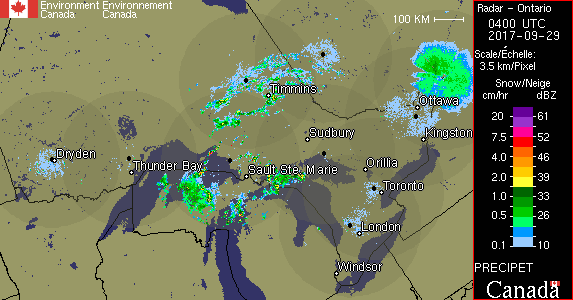 Environment Environnement
Canada Canada
100 KM
Radar - Ontario
0400 UTC
2017-09-29
Scale/Échelle:
3.5 km/Pixel
Snow/Neige
cm/hr dBZ
20 61
7.5 52
4.0 46
2.0 39
1.0 33
0.5 26
0.1 10
PRECIPET
Canada
Timmins
Ottawa
Sudbury
Kingston
Dryden
Thunder Bay
Sault Ste. Marie
Orillia
Toronto
London
Windsor